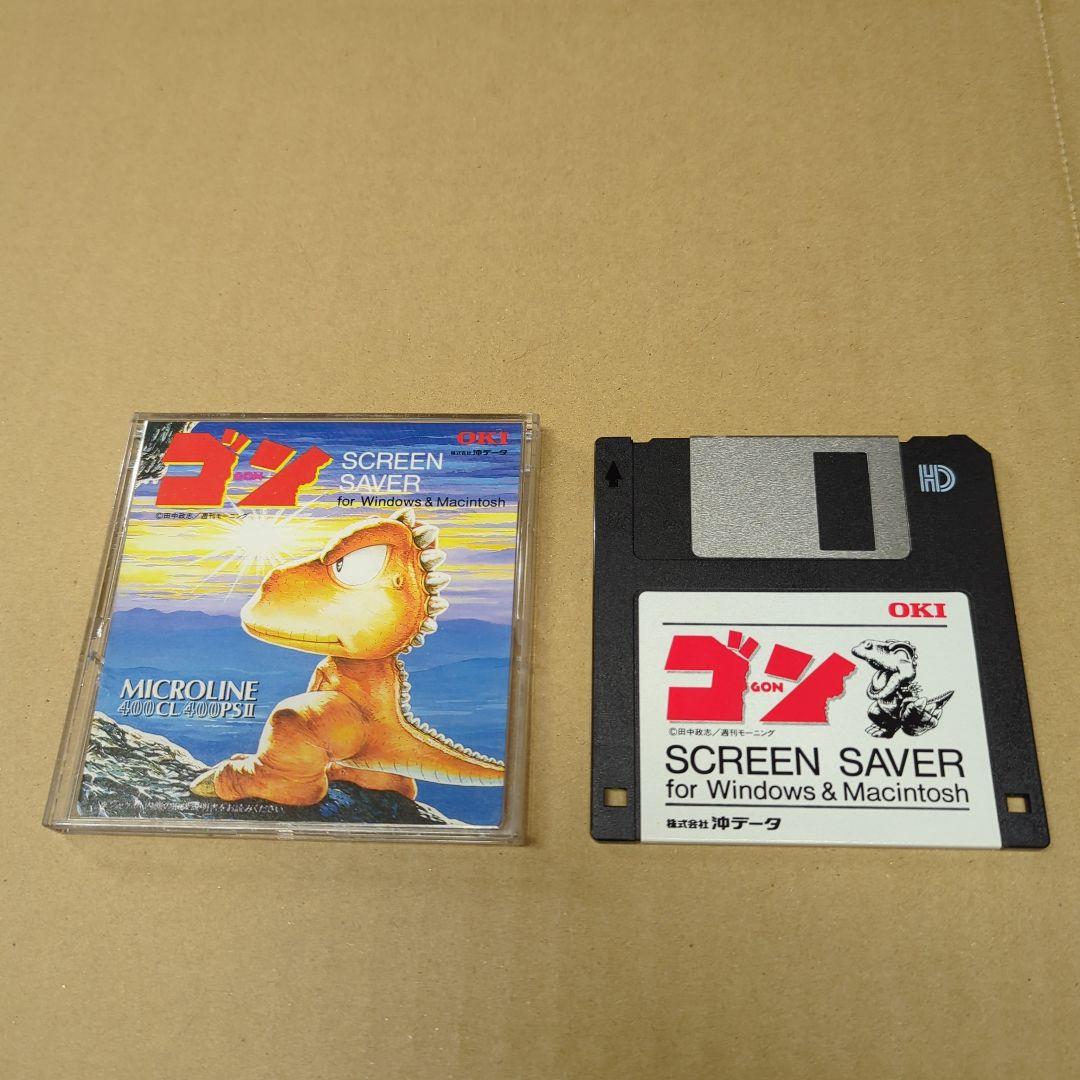 ゴン
GON
OKI
株式会社 沖データ
SCREEN
SAVER
for Windows & Macintosh
©田中政志/週刊モーニング
MICROLINE
400CL 400PSII
HD
OKI
ゴン
GON
©田中政志/週刊モーニング
SCREEN SAVER
for Windows & Macintosh
株式会社 沖データ